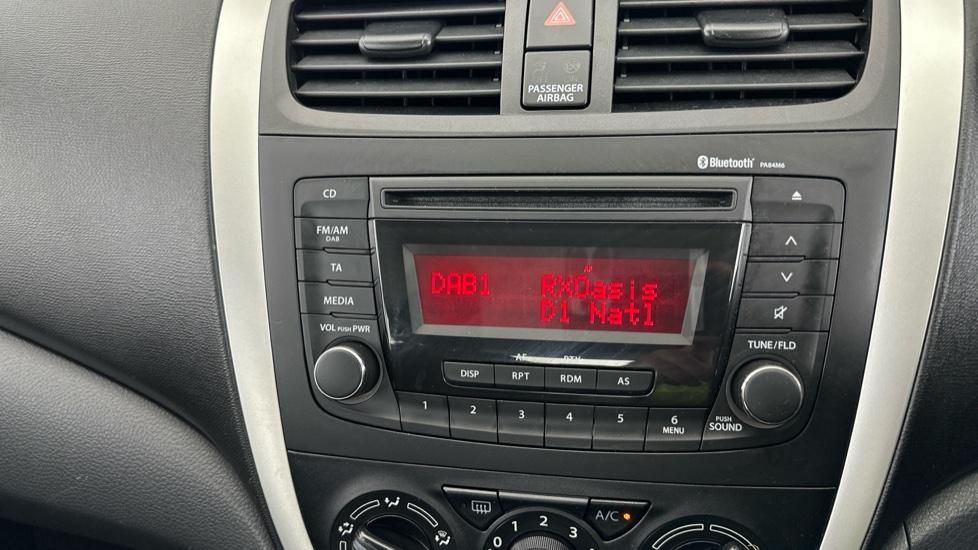 PASSENGER
AIRBAG
Bluetooth PA84M6
CD
FM/AM
DAB
TA
MEDIA
VOL PUSH PWR
AF
DAB1 RXOasis
D1 Natl
AF PTY
DISP RPT RDM AS
1 2 3 4 5 6
MENU
TUNE/FLD
PUSH
SOUND
A/C
0 1 2 3